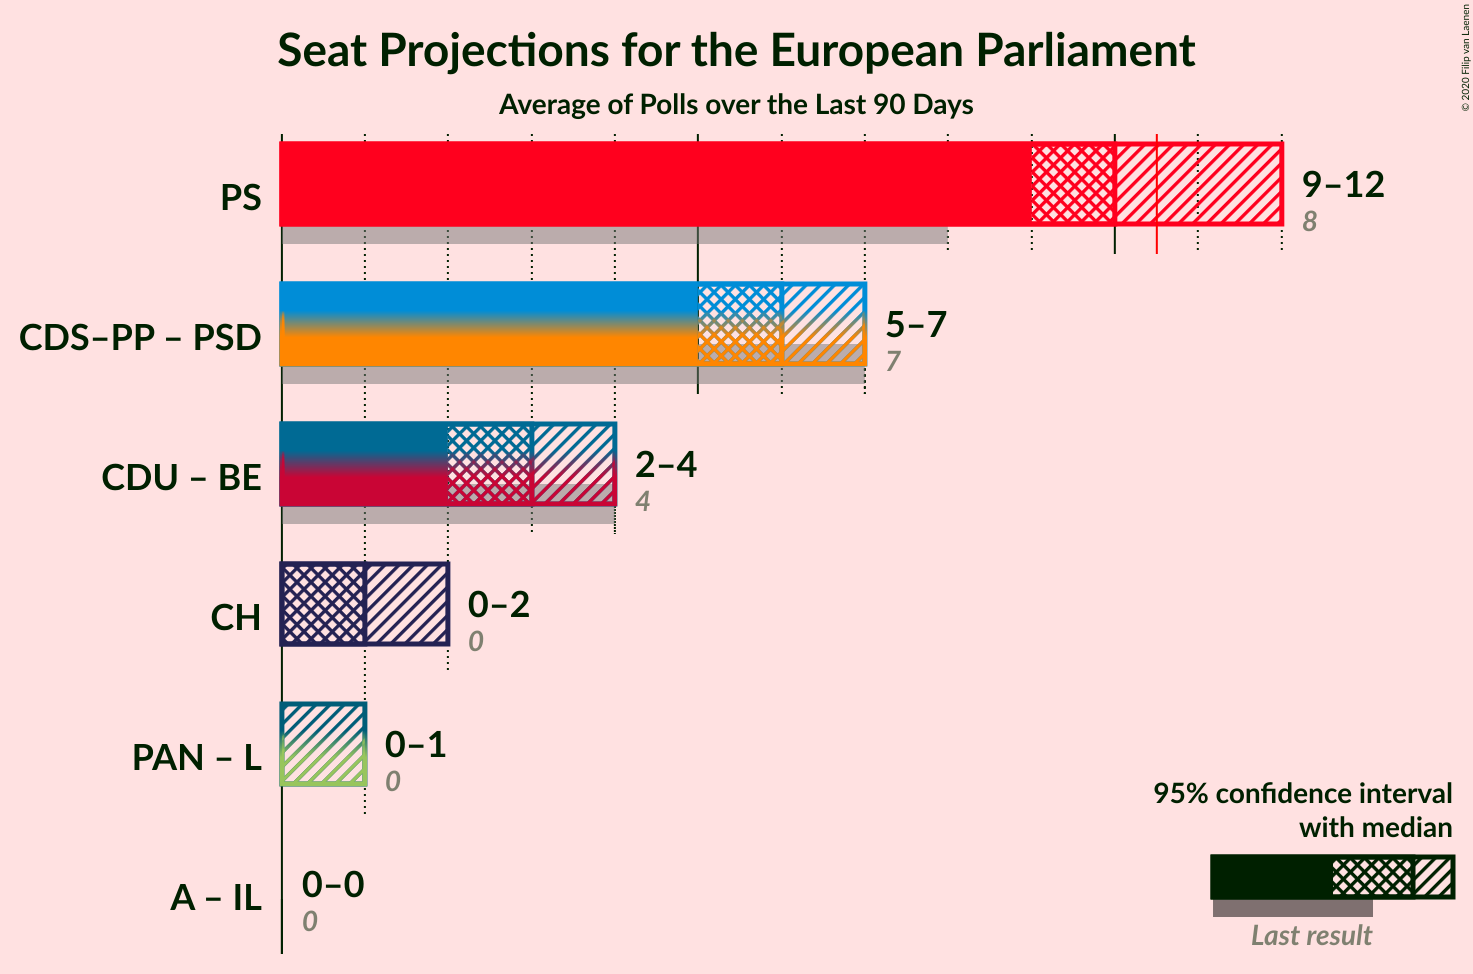 Seat Projections for the European Parliament
Average of Polls over the Last 90 Days
© 2020 Filip van Laenen
PS
9–12
8
CDS–PP – PSD
5–7
7
CDU – BE
2–4
4
CH
0–2
0
PAN – L
0–1
0
A – IL
0–0
0
95% confidence interval
with median
Last result